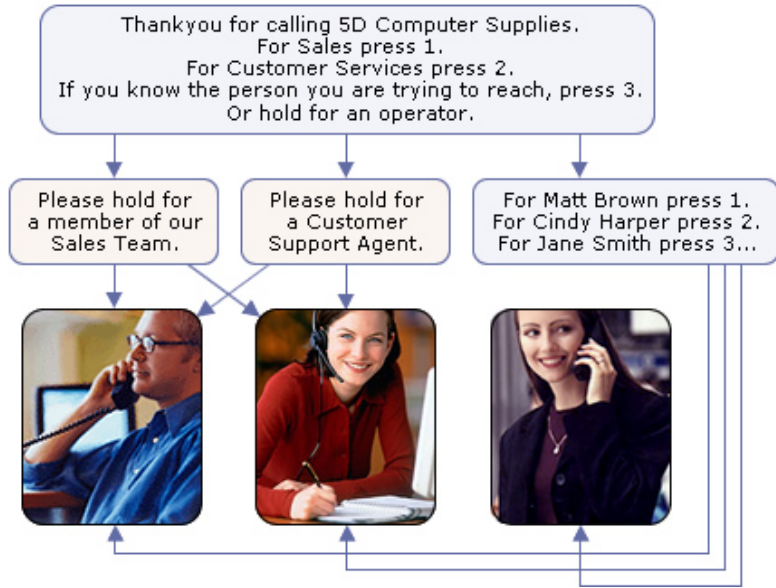 Thankyou for calling 5D Computer Supplies.
For Sales press 1.
For Customer Services press 2.
If you know the person you are trying to reach, press 3.
Or hold for an operator.
Please hold for
a member of our
Sales Team.
Please hold for
a Customer
Support Agent.
For Matt Brown press 1.
For Cindy Harper press 2.
For Jane Smith press 3...